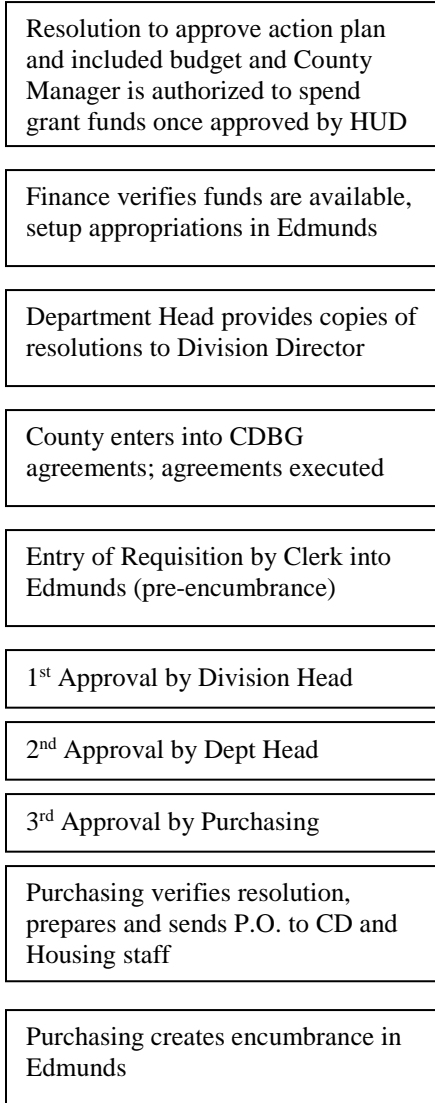 Resolution to approve action plan
and included budget and County
Manager is authorized to spend
grant funds once approved by HUD
Finance verifies funds are available,
setup appropriations in Edmunds
Department Head provides copies of
resolutions to Division Director
County enters into CDBG
agreements; agreements executed
Entry of Requisition by Clerk into
Edmunds (pre-encumbrance)
1st Approval by Division Head
2nd Approval by Dept Head
3rd Approval by Purchasing
Purchasing verifies resolution,
prepares and sends P.O. to CD and
Housing staff
Purchasing creates encumbrance in
Edmunds